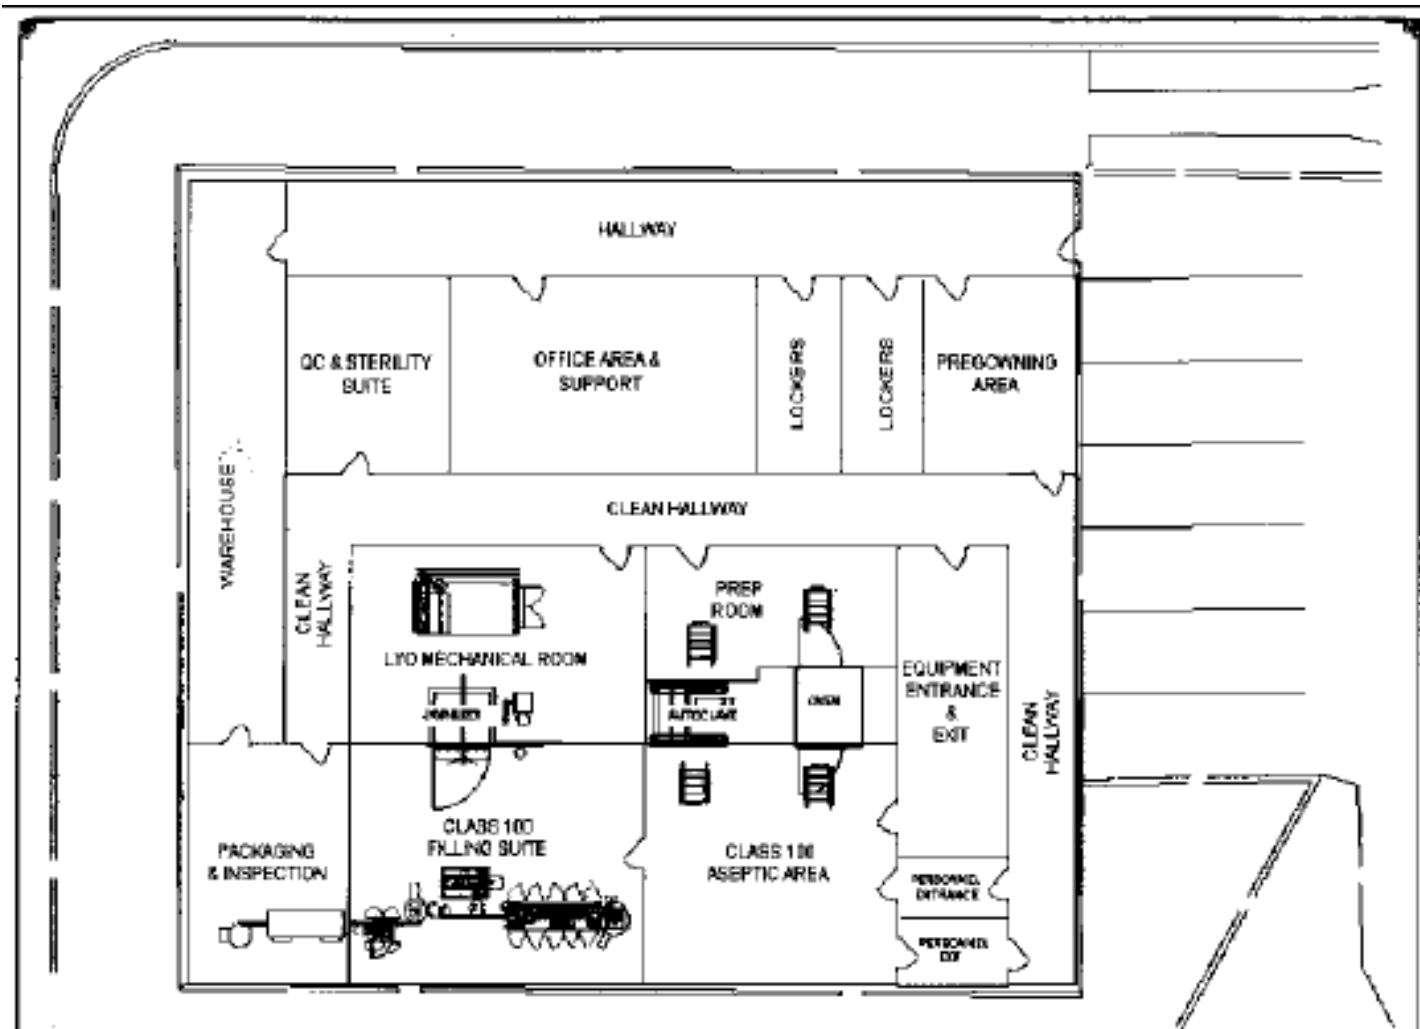 HALLWAY
QC & STERILITY
SUITE
OFFICE AREA &
SUPPORT
LOCKERS
LOCKERS
PREGOWNING
AREA
WAREHOUSE
CLEAN HALLWAY
CLEAN
HALLWAY
PREP
ROOM
LYO MECHANICAL ROOM
EQUIPMENT
ENTRANCE
&
EXIT
OVEN
AUTOCLAVE
CLEAN
HALLWAY
CLASS 100
FILLING SUITE
PACKAGING
& INSPECTION
CLASS 100
ASEPTIC AREA
PERSONNEL
ENTRANCE
PERSONNEL
EXIT